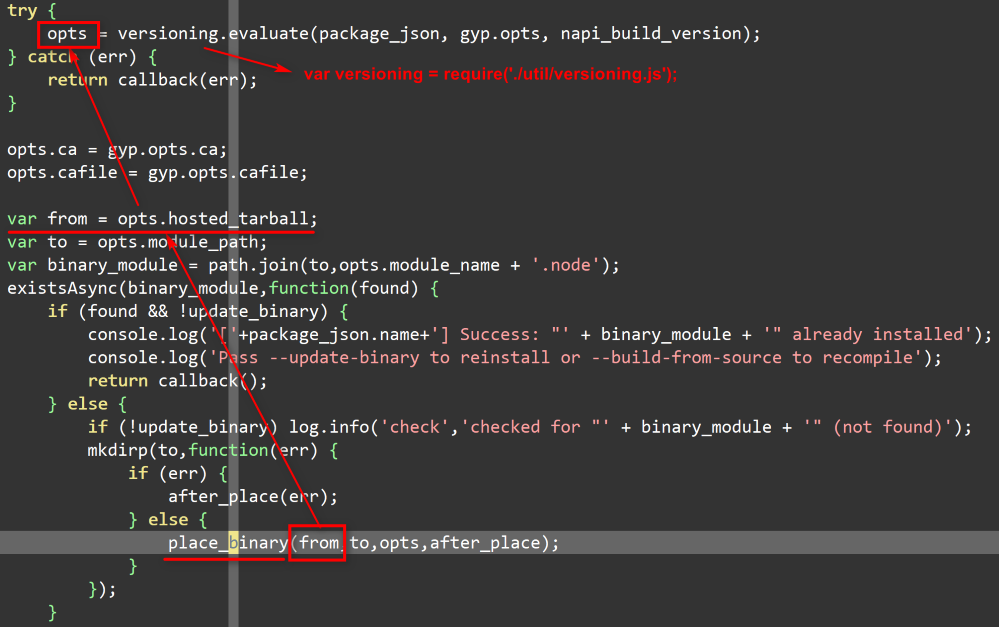 try {
    opts = versioning.evaluate(package_json, gyp.opts, napi_build_version);
} catch (err) {
var versioning = require('./util/versioning.js');
    return callback(err);
}
opts.ca = gyp.opts.ca;
opts.cafile = gyp.opts.cafile;
var from = opts.hosted_tarball;
var to = opts.module_path;
var binary_module = path.join(to,opts.module_name + '.node');
existsAsync(binary_module,function(found) {
    if (found && !update_binary) {
        console.log('['+package_json.name+'] Success: "' + binary_module + '" already installed');
        console.log('Pass --update-binary to reinstall or --build-from-source to recompile');
        return callback();
    } else {
        if (!update_binary) log.info('check','checked for "' + binary_module + '" (not found)');
        mkdirp(to,function(err) {
            if (err) {
                after_place(err);
            } else {
                place_binary(from,to,opts,after_place);
            }
        });
    }